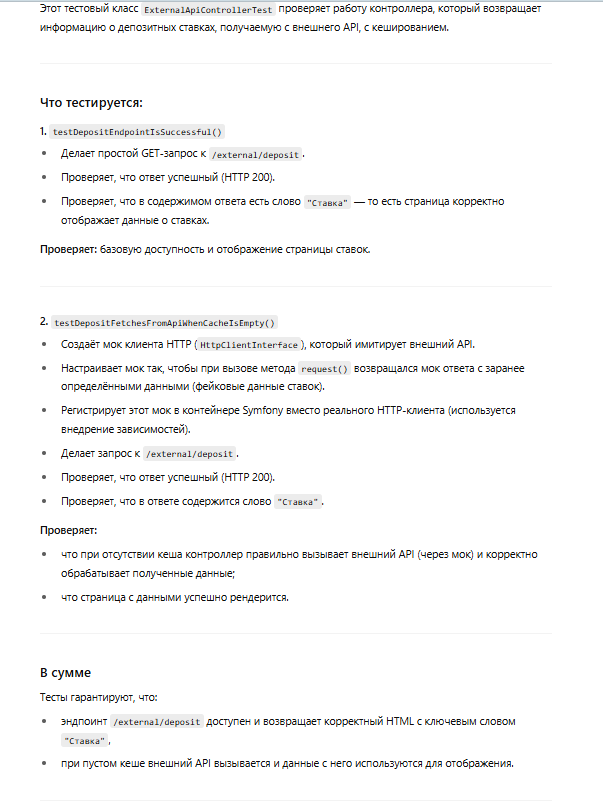 Этот тестовый класс ExternalApiControllerTest проверяет работу контроллера, который возвращает
информацию о депозитных ставках, получаемую с внешнего API, с кешированием.
Что тестируется:
1. testDepositEndpointIsSuccessful()
• Делает простой GET-запрос к /external/deposit.
• Проверяет, что ответ успешный (HTTP 200).
• Проверяет, что в содержимом ответа есть слово "Ставка" — то есть страница корректно
отображает данные о ставках.
Проверяет: базовую доступность и отображение страницы ставок.
2. testDepositFetchesFromApiWhenCacheIsEmpty()
• Создаёт мок клиента HTTP (HttpClientInterface), который имитирует внешний API.
• Настраивает мок так, чтобы при вызове метода request() возвращался мок ответа с заранее
определёнными данными (фейковые данные ставок).
• Регистрирует этот мок в контейнере Symfony вместо реального HTTP-клиента (используется
внедрение зависимостей).
• Делает запрос к /external/deposit.
• Проверяет, что ответ успешный (HTTP 200).
• Проверяет, что в ответе содержится слово "Ставка".
Проверяет:
• что при отсутствии кеша контроллер правильно вызывает внешний API (через мок) и корректно
обрабатывает полученные данные;
• что страница с данными успешно рендерится.
В сумме
Тесты гарантируют, что:
• эндпоинт /external/deposit доступен и возвращает корректный HTML с ключевым словом
"Ставка",
• при пустом кеше внешний API вызывается и данные с него используются для отображения.